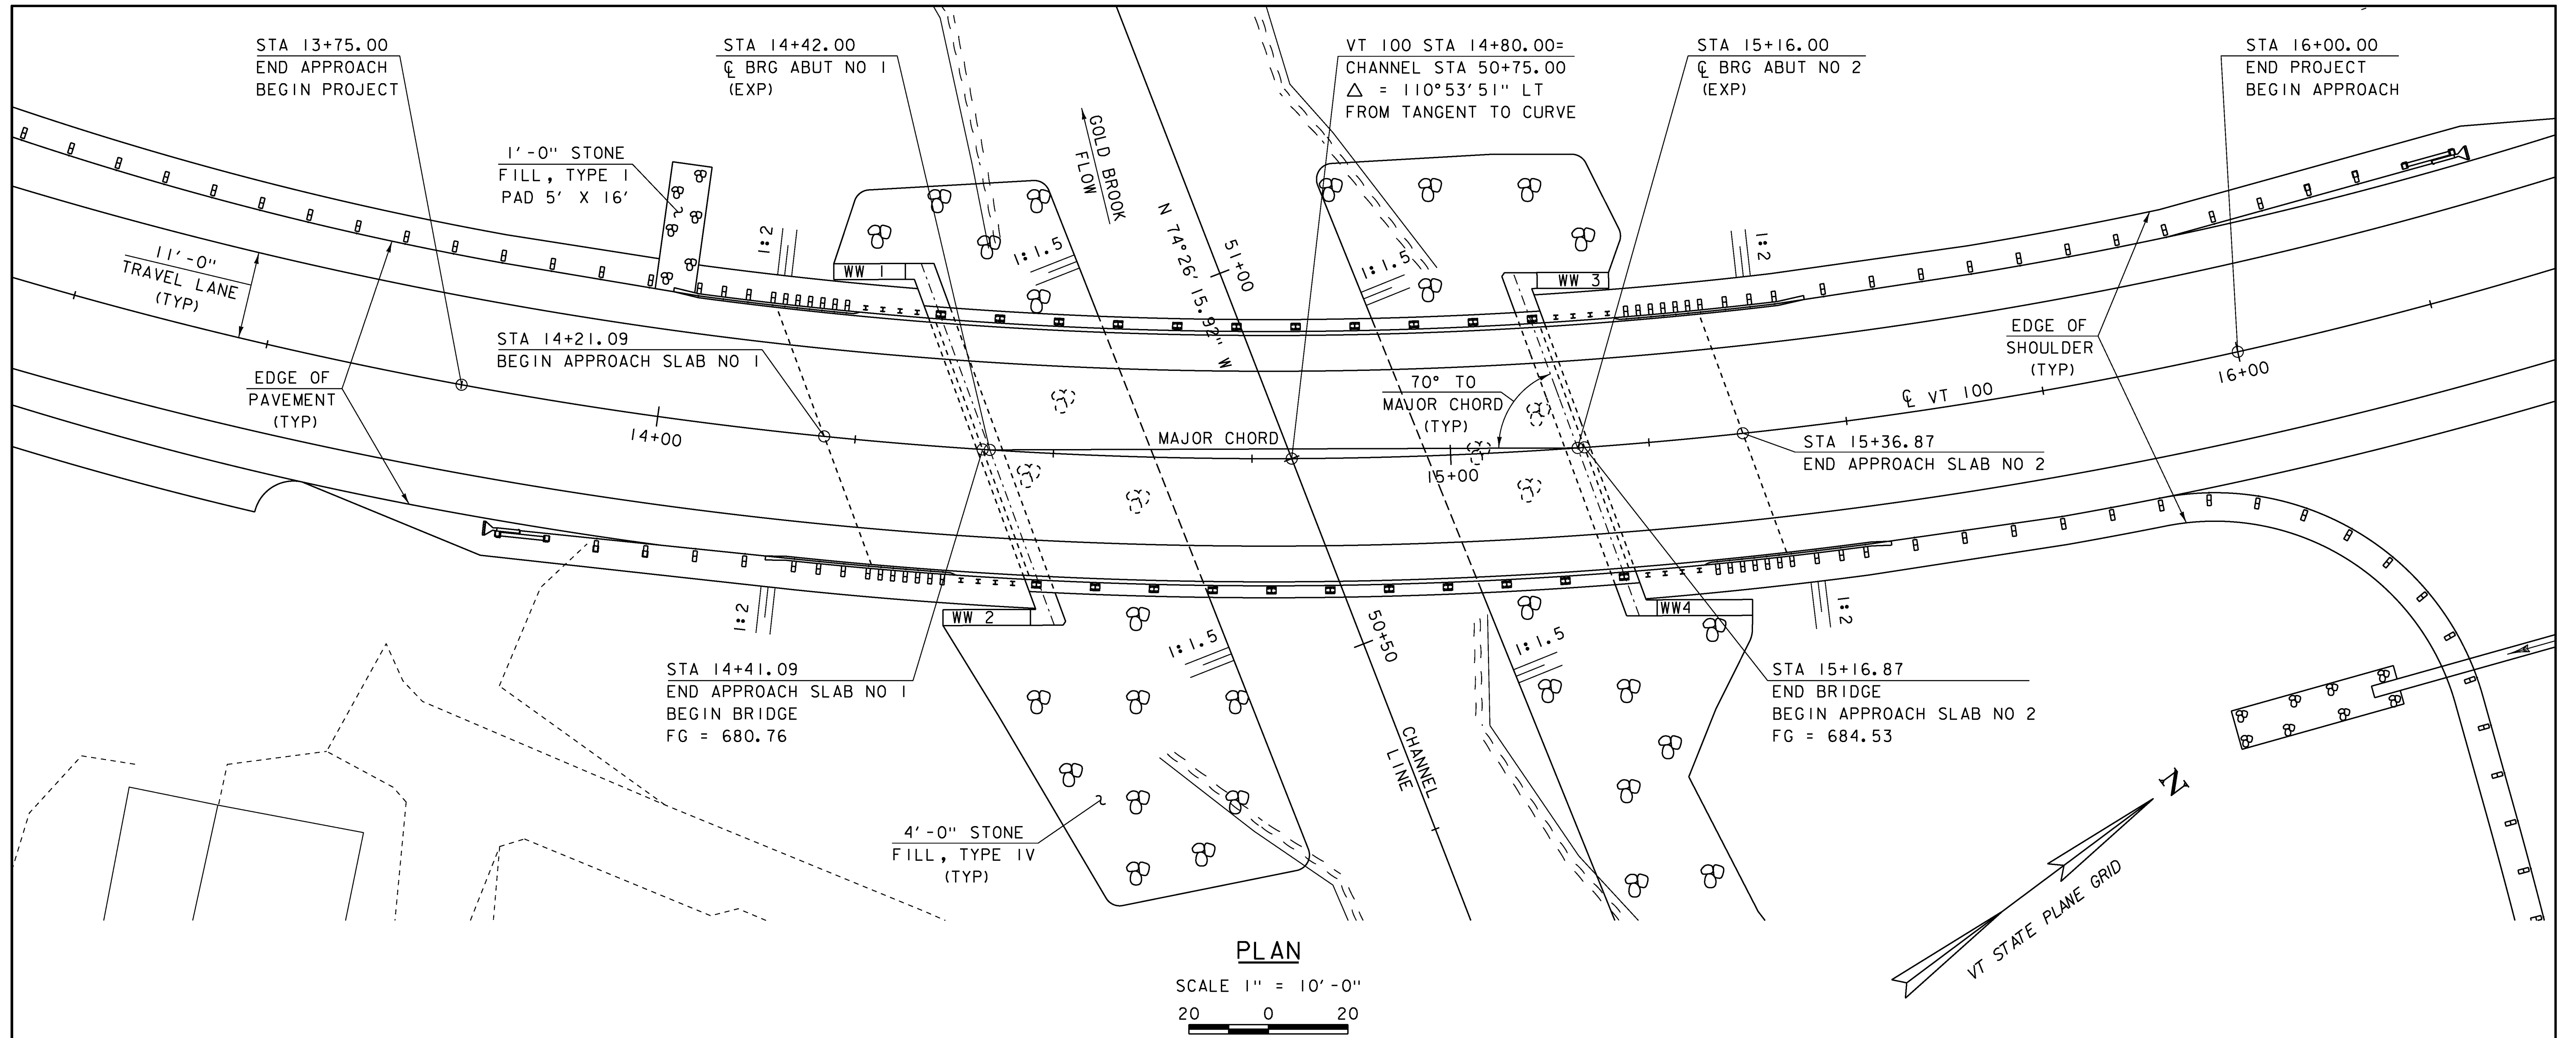 STA 13+75.00
END APPROACH
BEGIN PROJECT
STA 14+42.00
℄ BRG ABUT NO 1
(EXP)
VT 100 STA 14+80.00=
CHANNEL STA 50+75.00
△ = 110°53'51" LT
FROM TANGENT TO CURVE
STA 15+16.00
℄ BRG ABUT NO 2
(EXP)
STA 16+00.00
END PROJECT
BEGIN APPROACH
1'-0" STONE
FILL, TYPE I
PAD 5' X 16'
GOLD BROOK
FLOW
N 74°26'15.92" W
51+00
11'-0"
TRAVEL LANE
(TYP)
1:2
1:1.5
1:1.5
1:2
WW 1
WW 3
STA 14+21.09
BEGIN APPROACH SLAB NO 1
EDGE OF
PAVEMENT
(TYP)
EDGE OF
SHOULDER
(TYP)
70° TO
MAJOR CHORD
(TYP)
16+00
℄ VT 100
14+00
MAJOR CHORD
15+00
STA 15+36.87
END APPROACH SLAB NO 2
1:2
WW 2
WW4
1:2
50+50
1:1.5
1:1.5
STA 14+41.09
END APPROACH SLAB NO 1
BEGIN BRIDGE
FG = 680.76
STA 15+16.87
END BRIDGE
BEGIN APPROACH SLAB NO 2
FG = 684.53
CHANNEL
LINE
4'-0" STONE
FILL, TYPE IV
(TYP)
N
VT STATE PLANE GRID
PLAN
SCALE 1" = 10'-0"
20 0 20